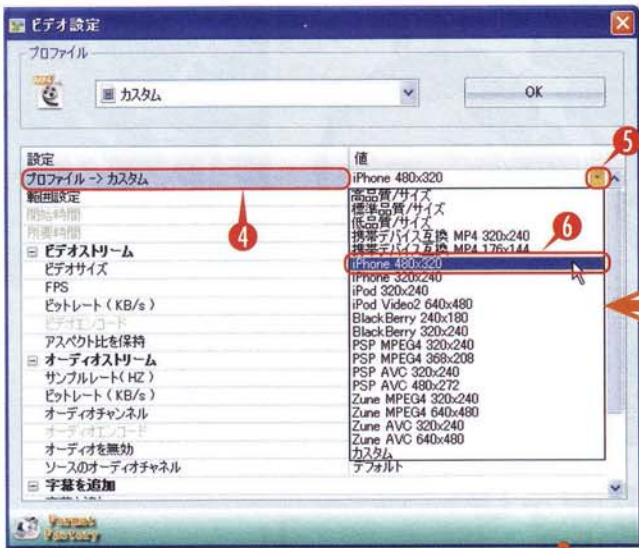 ビデオ設定
プロファイル
カスタム
OK
設定
値
プロファイル -> カスタム
iPhone 480x320
5
4
範囲設定
開始時間
所要時間
ビデオストリーム
ビデオサイズ
FPS
ビットレート ( KB/s )
ビデオエンコード
アスペクト比を保持
オーディオストリーム
サンプルレート( HZ )
ビットレート ( KB/s )
オーディオチャンネル
オーディオエンコード
オーディオを無効
ソースのオーディオチャネル
字幕を追加
高品質/サイズ
標準品質/サイズ
低品質/サイズ
携帯デバイス互換 MP4 320x240
携帯デバイス互換 MP4 176x144
6
iPhone 480x320
iPhone 320x240
iPod 320x240
iPod Video2 640x480
BlackBerry 240x180
BlackBerry 320x240
PSP MPEG4 320x240
PSP MPEG4 368x208
PSP AVC 320x240
PSP AVC 480x272
Zune MPEG4 320x240
Zune MPEG4 640x480
Zune AVC 320x240
Zune AVC 640x480
カスタム
デフォルト
Format
Factory